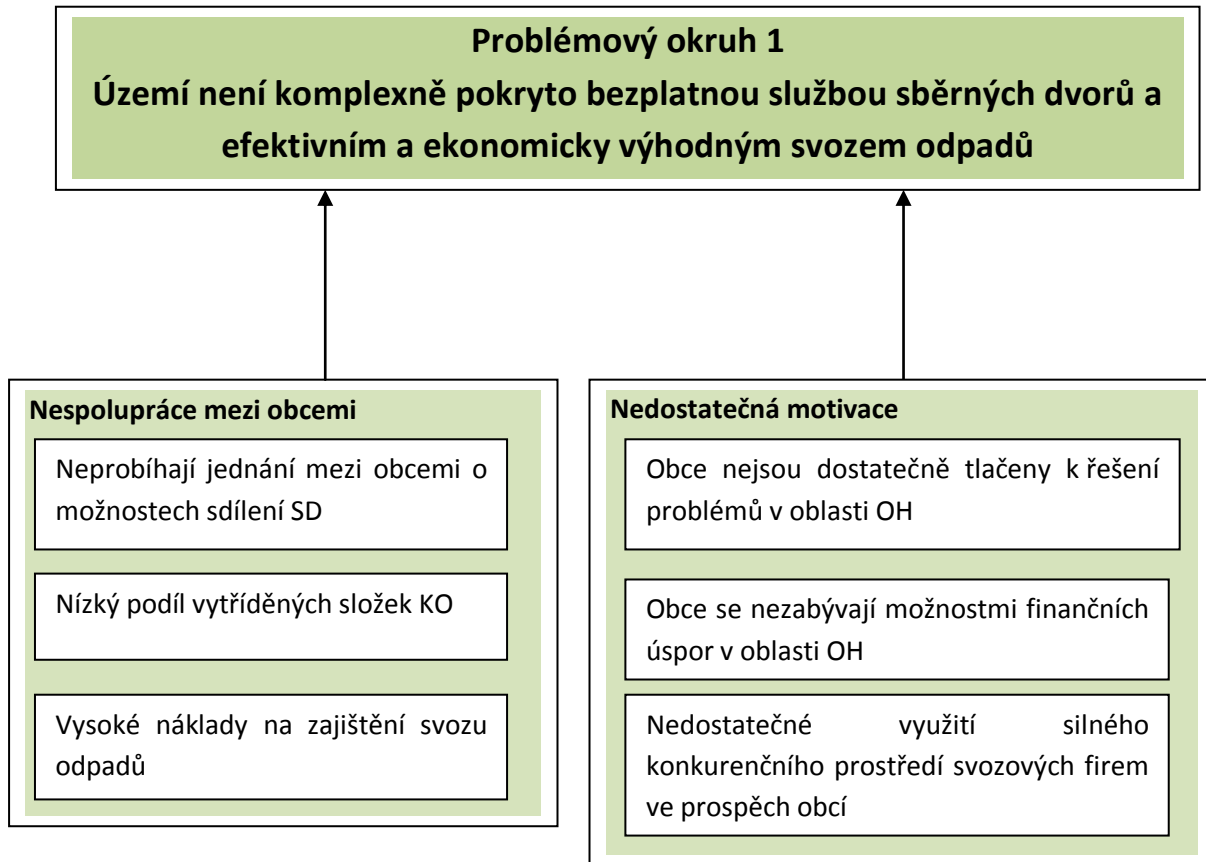 Problémový okruh 1
Území není komplexně pokryto bezplatnou službou sběrných dvorů a
efektivním a ekonomicky výhodným svozem odpadů
Nespolupráce mezi obcemi
Neprobíhají jednání mezi obcemi o
možnostech sdílení SD
Nízký podíl vytříděných složek KO
Vysoké náklady na zajištění svozu
odpadů
Nedostatečná motivace
Obce nejsou dostatečně tlačeny k řešení
problémů v oblasti OH
Obce se nezabývají možnostmi finančních
úspor v oblasti OH
Nedostatečné využití silného
konkurenčního prostředí svozových firem
ve prospěch obcí